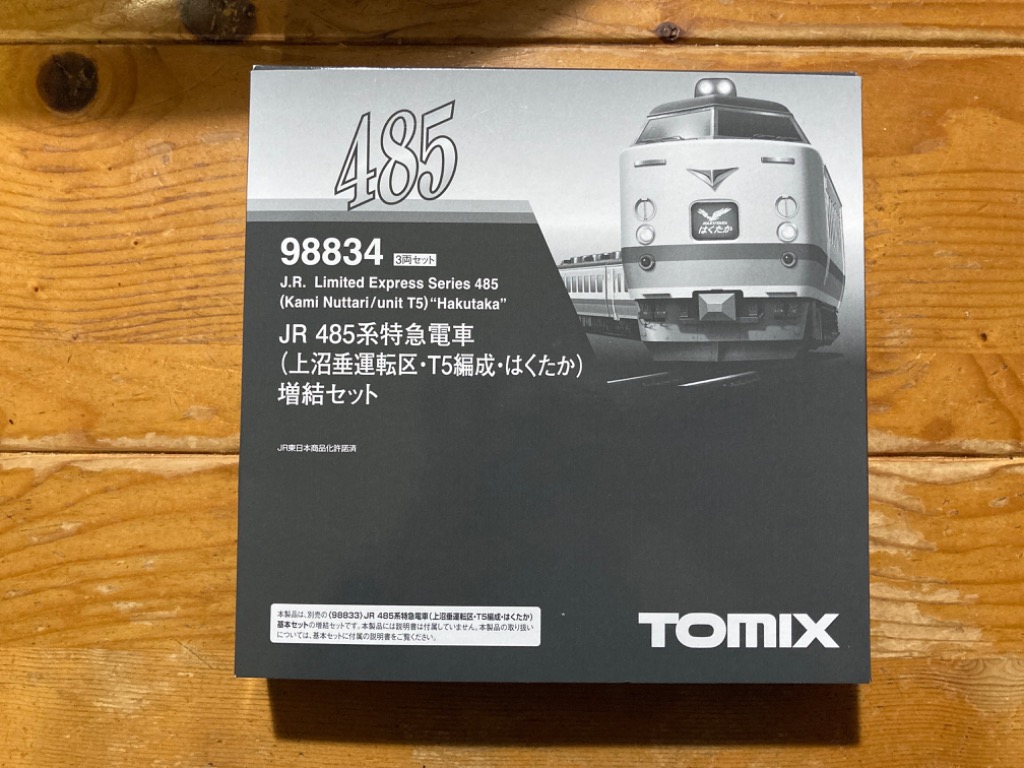 485
98834 3両セット
J.R. Limited Express Series 485
(Kami Nuttari/unit T5)“Hakutaka”
JR 485系特急電車
(上沼垂運転区・T5編成・はくたか)
増結セット
JR東日本商品化許諾済
HAKUTAKA
はくたか
本製品は、別売の〈98833〉JR 485系特急電車(上沼垂運転区・T5編成・はくたか)
基本セットの増結セットです。本製品には説明書は付属していません。本製品の取り扱い
については、基本セットに付属の説明書をご覧ください。
TOMIX